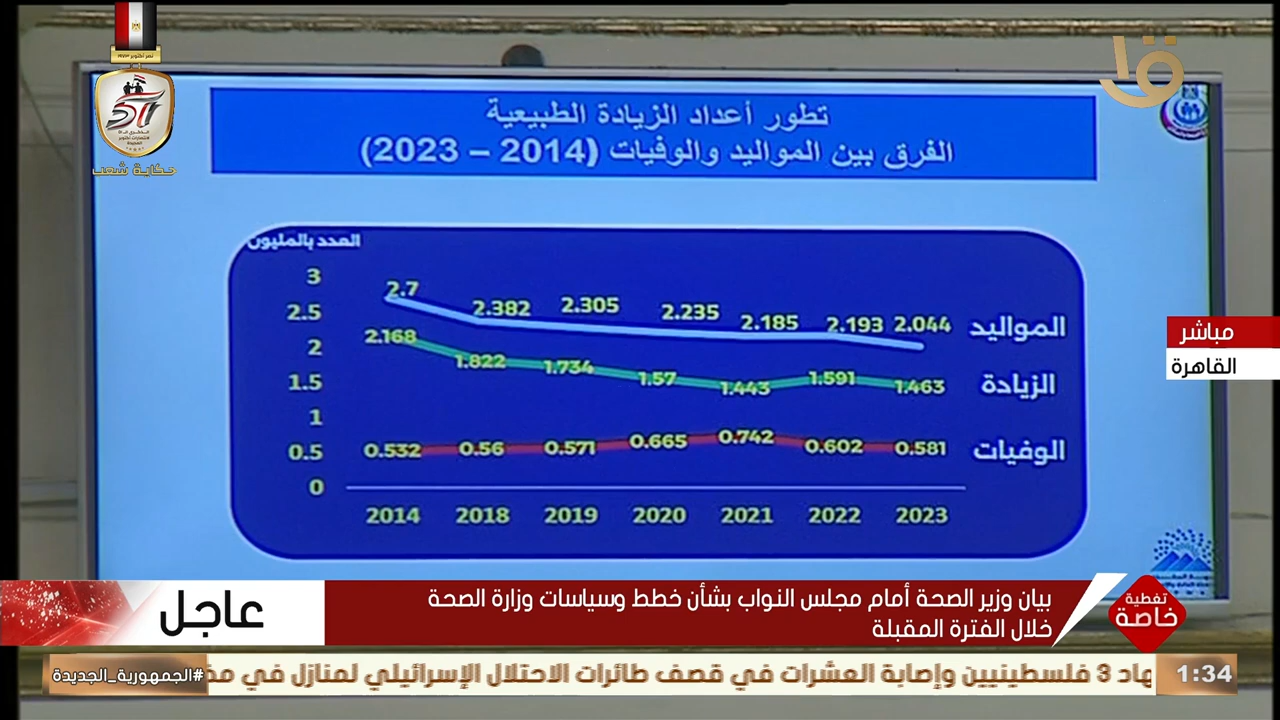 نصر أكتوبر ١٩٧٣
50
حكاية شعب
تطور أعداد الزيادة الطبيعية
الفرق بين المواليد والوفيات (2014 – 2023)
العدد بالمليون
3
2.5
2
1.5
1
0.5
0
2.7 2.382 2.305 2.235 2.185 2.193 2.044 المواليد
2.168 1.822 1.734 1.57 1.443 1.591 1.463 الزيادة
0.532 0.56 0.571 0.665 0.742 0.602 0.581 الوفيات
2014 2018 2019 2020 2021 2022 2023
مباشر
القاهرة
تغطية
خاصة
عاجل
بيان وزير الصحة أمام مجلس النواب بشأن خطط وسياسات وزارة الصحة
خلال الفترة المقبلة
1:34
3 فلسطينيين وإصابة العشرات في قصف طائرات الاحتلال الإسرائيلي لمنازل في
#الجمهورية_الجديدة